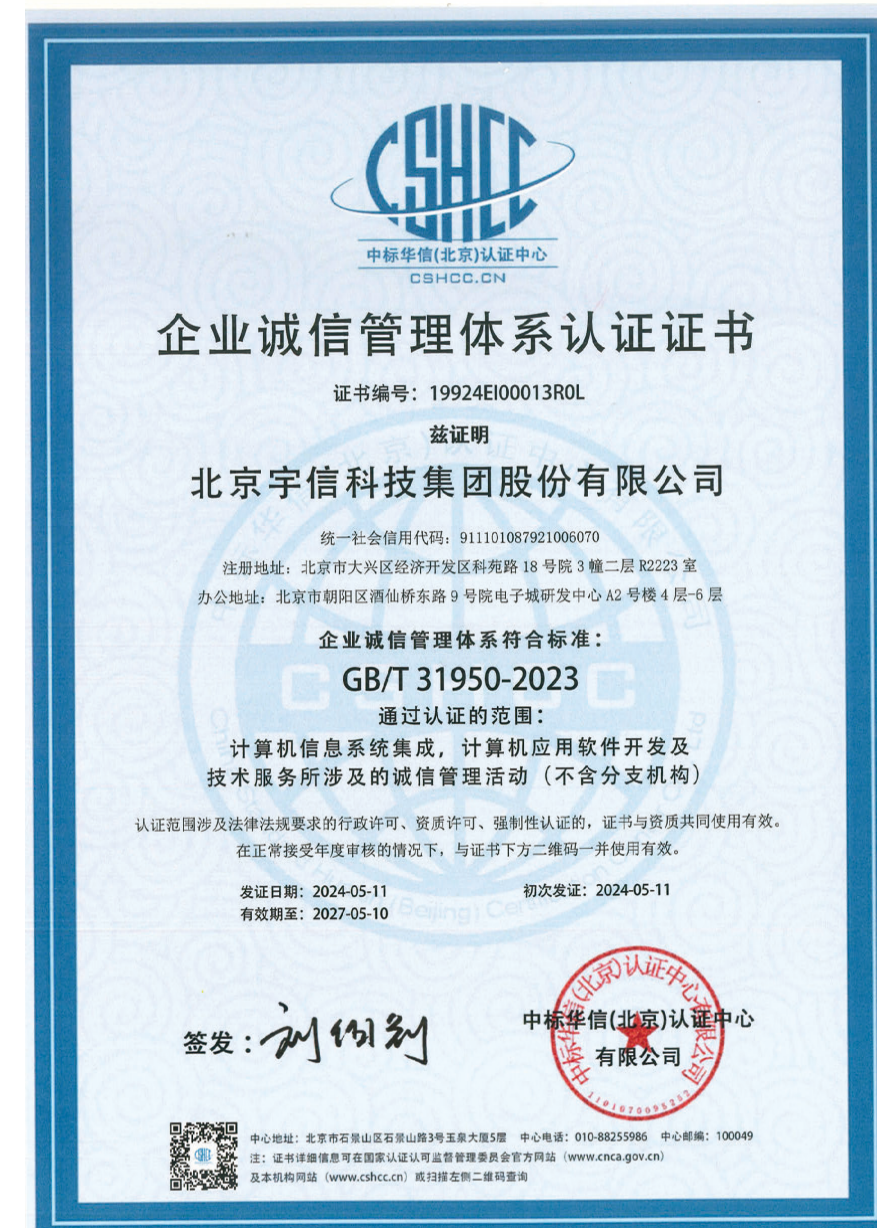 CSHCC
中标华信(北京)认证中心
CSHCC.CN
企业诚信管理体系认证证书
证书编号：19924EI00013R0L
兹证明
北京宇信科技集团股份有限公司
统一社会信用代码：911101087921006070
注册地址：北京市大兴区经济开发区科苑路 18 号院 3 幢二层 R2223 室
办公地址：北京市朝阳区酒仙桥东路 9 号院电子城研发中心 A2 号楼 4 层-6 层
企业诚信管理体系符合标准：
GB/T 31950-2023
通过认证的范围：
计算机信息系统集成，计算机应用软件开发及
技术服务所涉及的诚信管理活动（不含分支机构）
认证范围涉及法律法规要求的行政许可、资质许可、强制性认证的，证书与资质共同使用有效。
在正常接受年度审核的情况下，与证书下方二维码一并使用有效。
发证日期：2024-05-11 初次发证：2024-05-11
有效期至：2027-05-10
签发：
中标华信(北京)认证中心
有限公司
中标华信(北京)认证中心有限公司
1101070095252
中心地址：北京市石景山区石景山路3号玉泉大厦5层 中心电话：010-88255986 中心邮编：100049
注：证书详细信息可在国家认证认可监督管理委员会官方网站（www.cnca.gov.cn）
及本机构网站（www.cshcc.cn）或扫描左侧二维码查询